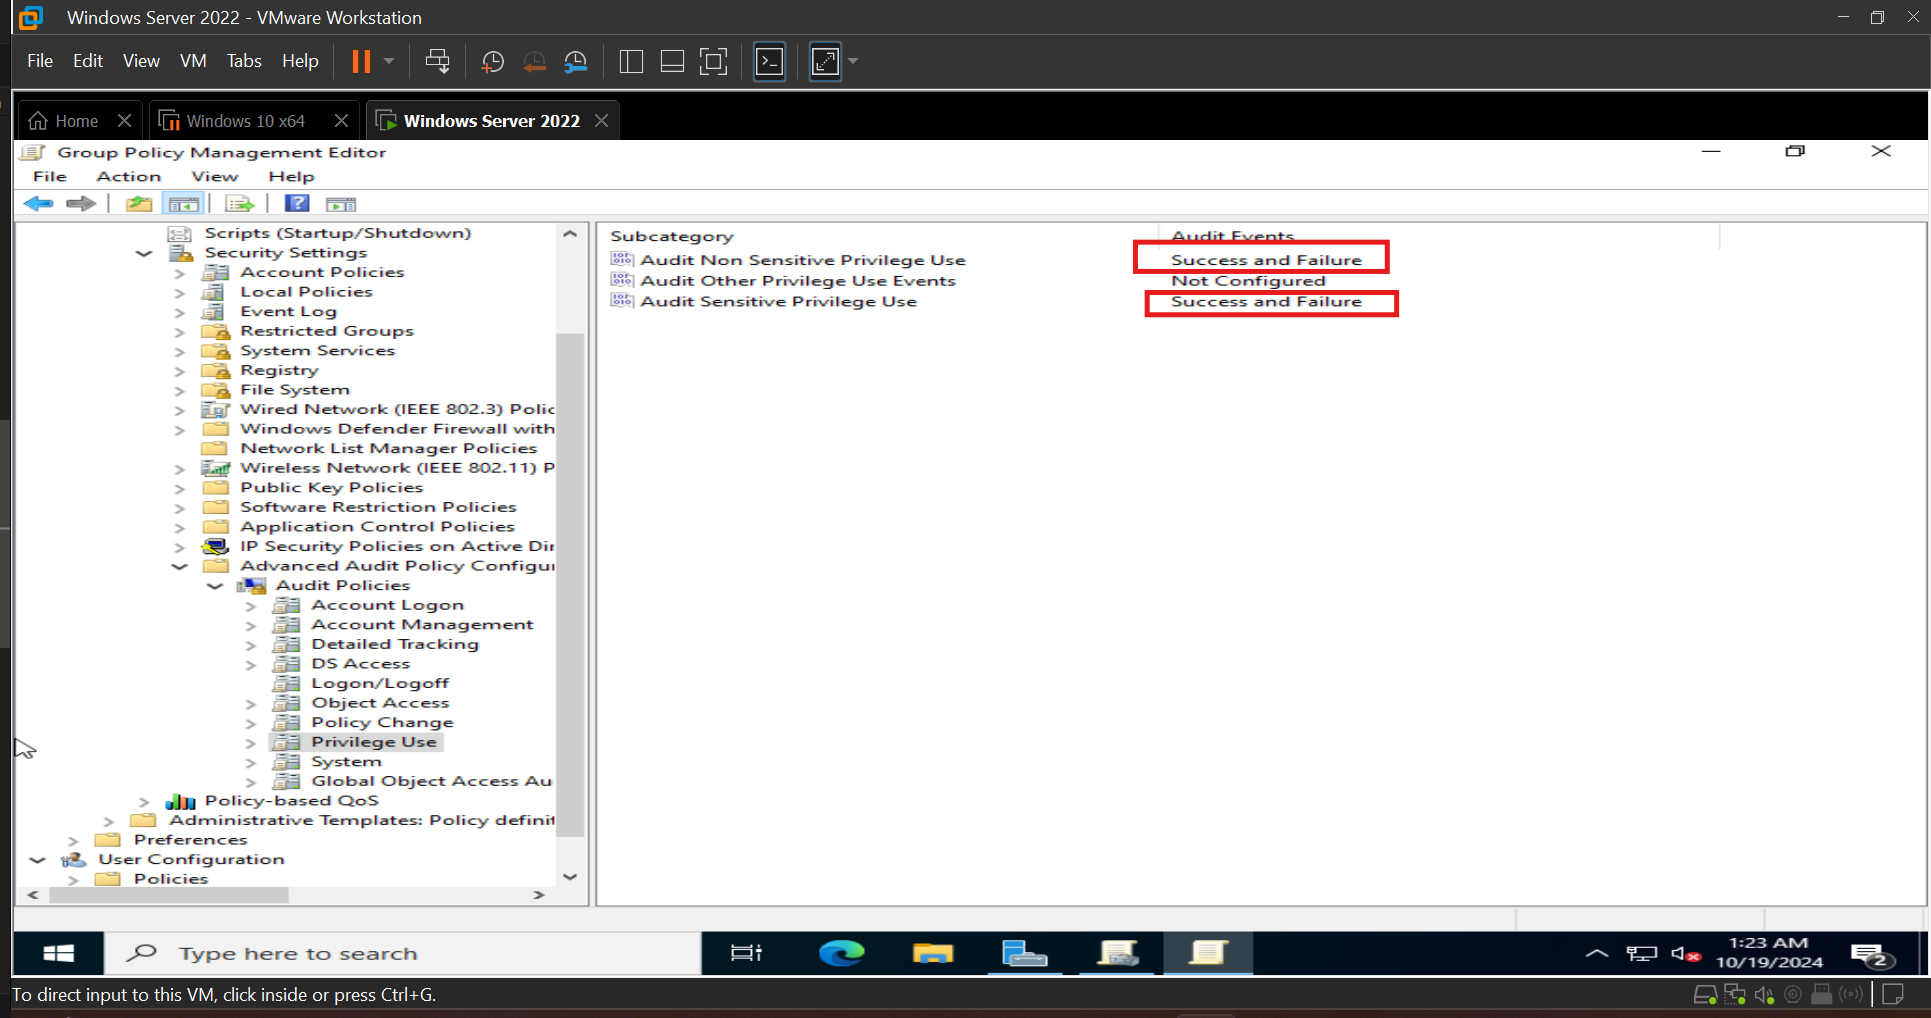 Windows Server 2022 - VMware Workstation
File Edit View VM Tabs Help
Home Windows 10 x64 Windows Server 2022
Group Policy Management Editor
File Action View Help
Scripts (Startup/Shutdown)
Security Settings
Account Policies
Local Policies
Event Log
Restricted Groups
System Services
Registry
File System
Wired Network (IEEE 802.3) Polic
Windows Defender Firewall with
Network List Manager Policies
Wireless Network (IEEE 802.11) P
Public Key Policies
Software Restriction Policies
Application Control Policies
IP Security Policies on Active Dir
Advanced Audit Policy Configu
Audit Policies
Account Logon
Account Management
Detailed Tracking
DS Access
Logon/Logoff
Object Access
Policy Change
Privilege Use
System
Global Object Access Au
Policy-based QoS
Administrative Templates: Policy definit
Preferences
User Configuration
Policies
Subcategory Audit Events
Audit Non Sensitive Privilege Use Success and Failure
Audit Other Privilege Use Events Not Configured
Audit Sensitive Privilege Use Success and Failure
Type here to search
1:23 AM
10/19/2024
2
To direct input to this VM, click inside or press Ctrl+G.